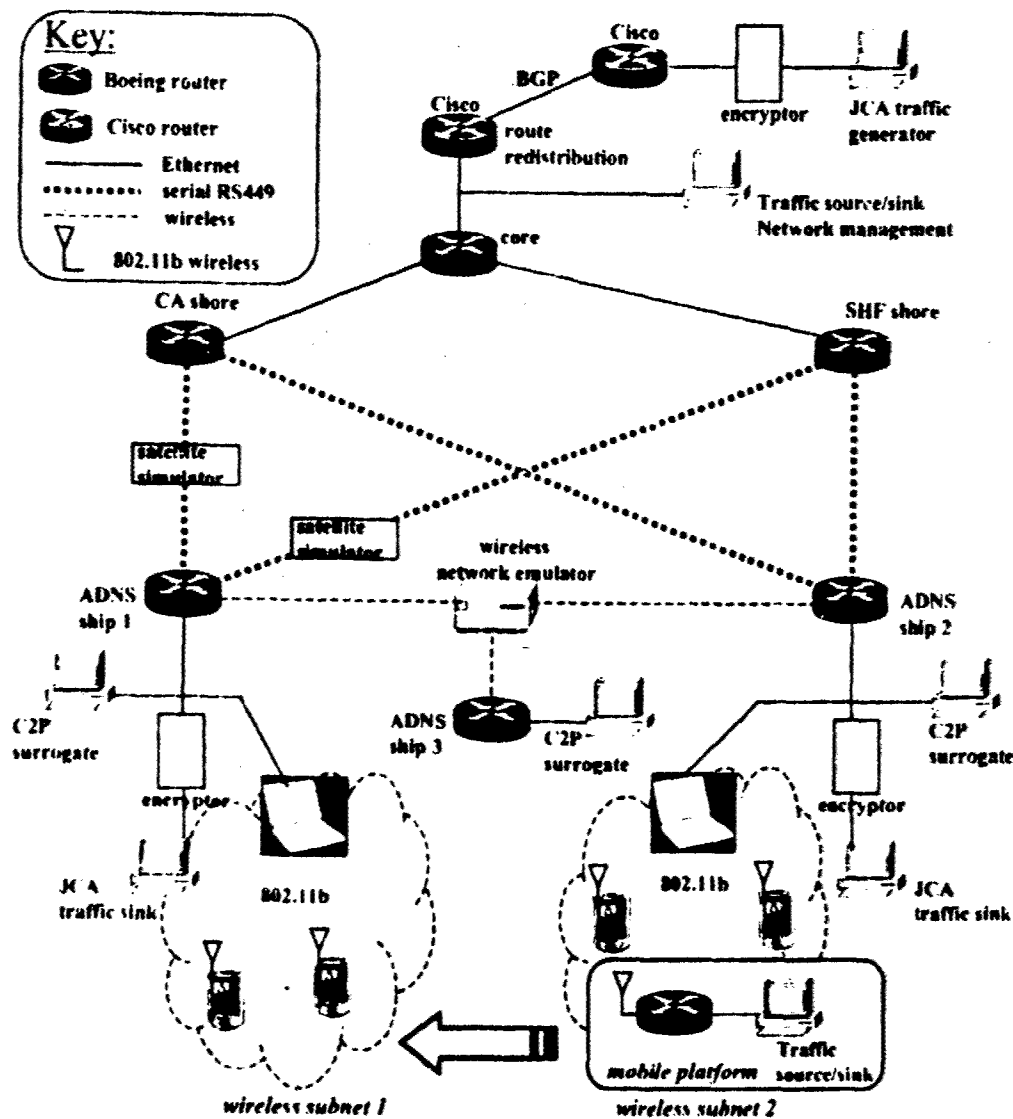 Key:
Boeing router
Cisco router
Ethernet
serial RS449
wireless
802.11b wireless
Cisco
BGP
Cisco
route
redistribution
encryptor
JCA traffic
generator
Traffic source/sink
Network management
core
CA shore
SHF shore
satellite
simulator
satellite
simulator
wireless
network emulator
ADNS
ship 1
ADNS
ship 2
C2P
surrogate
ADNS
ship 3
C2P
surrogate
C2P
surrogate
encryptor
encryptor
802.11b
802.11b
JCA
traffic sink
JCA
traffic sink
M
M
M
M
Traffic
source/sink
mobile platform
wireless subnet 1
wireless subnet 2